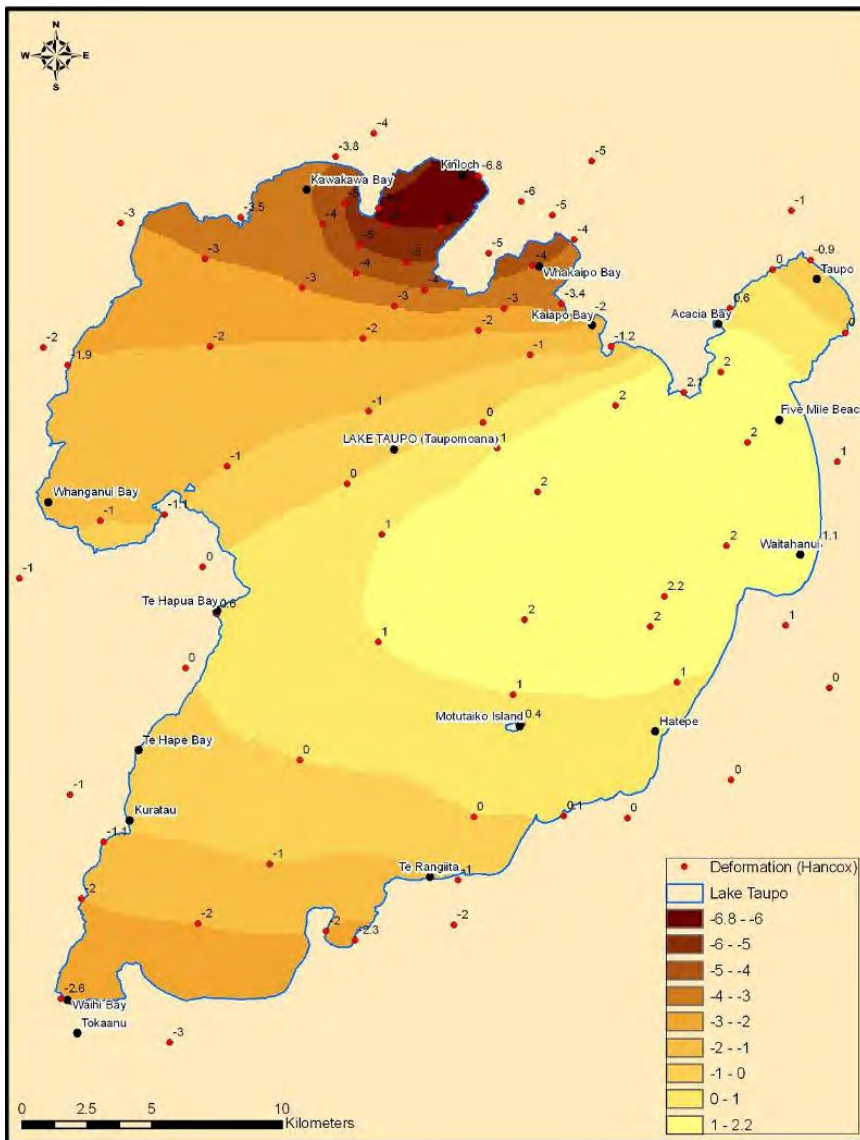 N
W E
S
-4
-3.8
Kinloch
-6.8
-5
Kawakawa Bay
-5
-6
-3.5
-4
-5
-1
-3
-5
-4
-3
-5
-4
-4
Whakaipo Bay
0
-0.9
Taupo
-3
-4
-3
-3
-3.4
0.6
-2
Kaiapo Bay
Acacia Bay
0
-2
-2
-2
-2
-1.2
-1.9
2
2.1
2
-1
0
Five Mile Beac
LAKE TAUPO (Taupomoana)
1
2
1
-1
0
2
Whanganui Bay
-1
-1.1
1
2
1.1
Waitahanui
0
-1
2.2
Te Hapua Bay
0.6
2
2
1
1
0
1
1
0
Motutaiko Island
0.4
Hatepe
Te Hape Bay
0
0
-1
Kuratau
0
0.1
0
-1.1
-1
Te Rangiita
-1
-2
-2
-2
-2.3
-2
-2.6
Waihi Bay
Tokaanu
-3
Deformation (Hancox)
Lake Taupo
-6.8 - -6
-6 - -5
-5 - -4
-4 - -3
-3 - -2
-2 - -1
-1 - 0
0 - 1
1 - 2.2
0 2.5 5 10
Kilometers